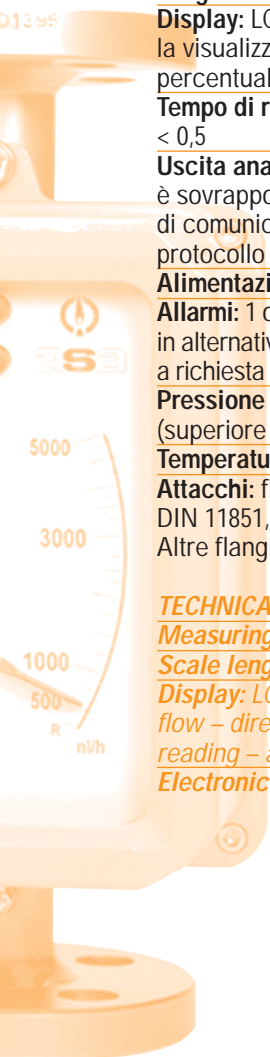 Display: LC
la visualizz
percentual
Tempo di r
< 0,5
Uscita ana
è sovrappo
di comunic
protocollo
Alimentazi
Allarmi: 1 c
in alternativ
a richiesta
Pressione
(superiore
Temperatu
Attacchi: f
DIN 11851,
Altre flang
TECHNICA
Measuring
Scale leng
Display: LC
flow – dire
reading – a
Electronic
asa
5000
3000
1000
500
R
nl/h